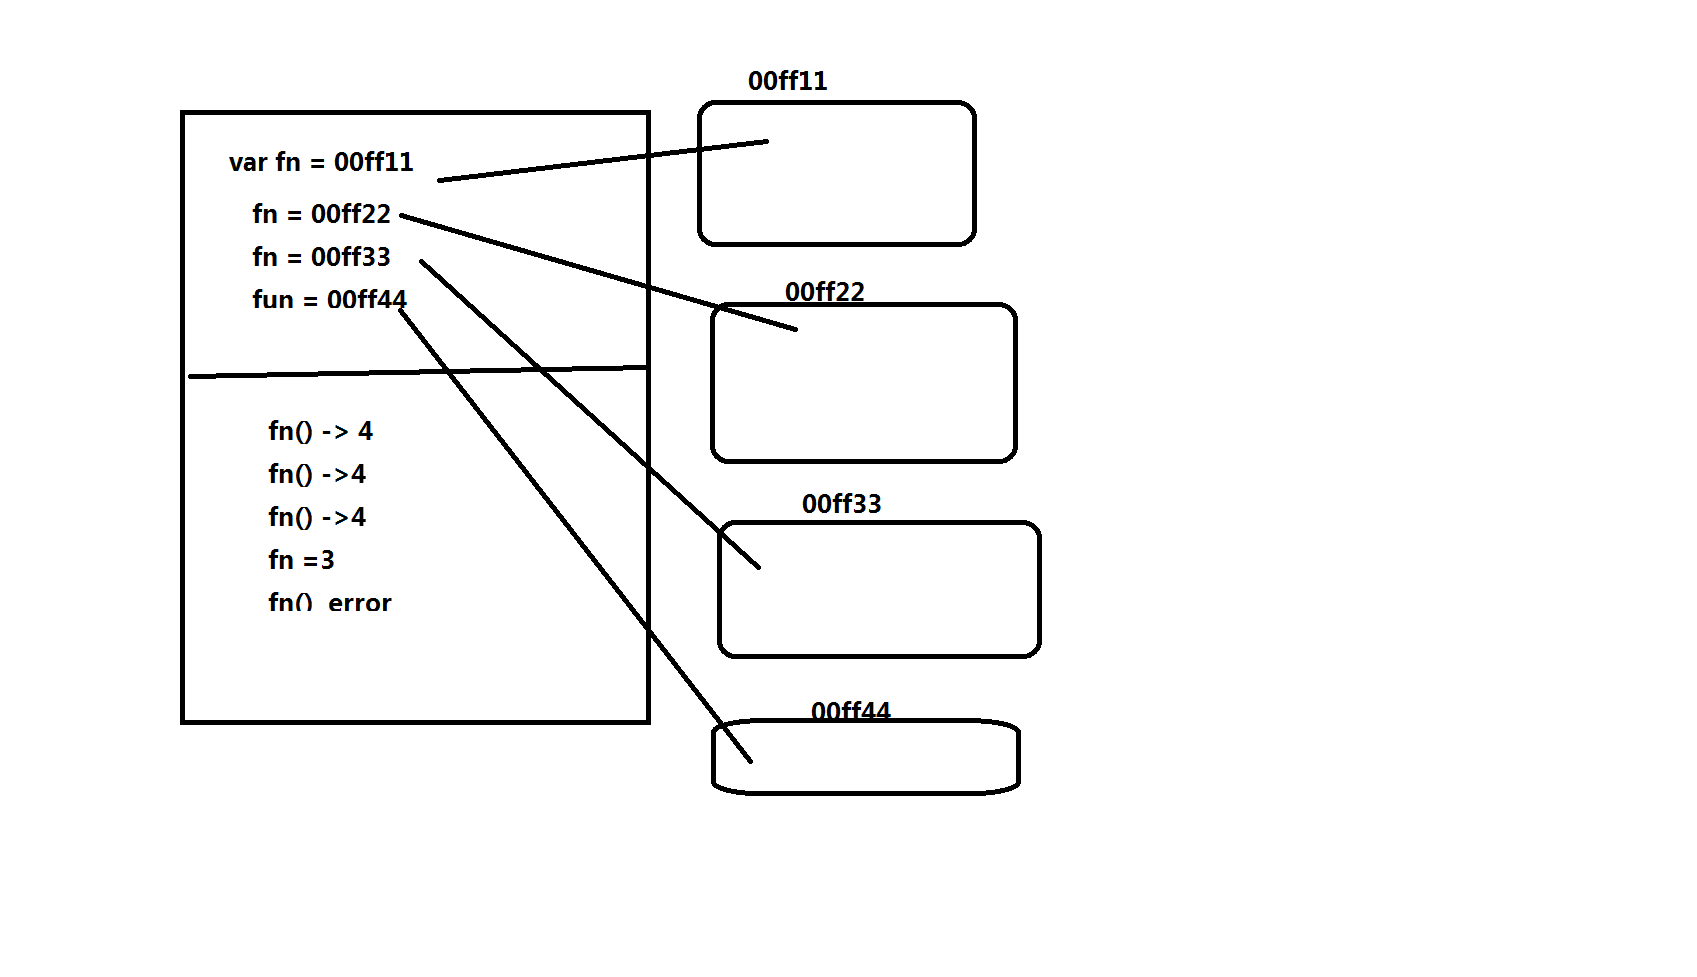 00ff11
var fn = 00ff11
fn = 00ff22
fn = 00ff33
fun = 00ff44
00ff22
fn() -> 4
fn() ->4
fn() ->4
fn =3
fn()  error
00ff33
00ff44